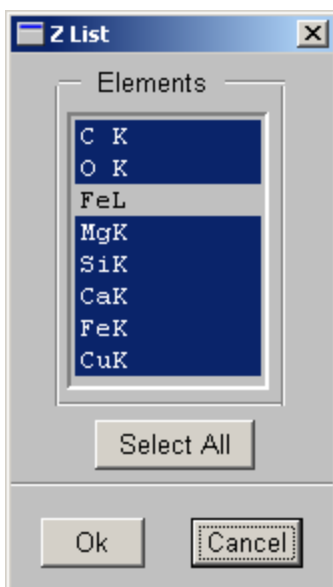 Z List
Elements
C K
O K
FeL
MgK
SiK
CaK
FeK
CuK
Select All
Ok
Cancel